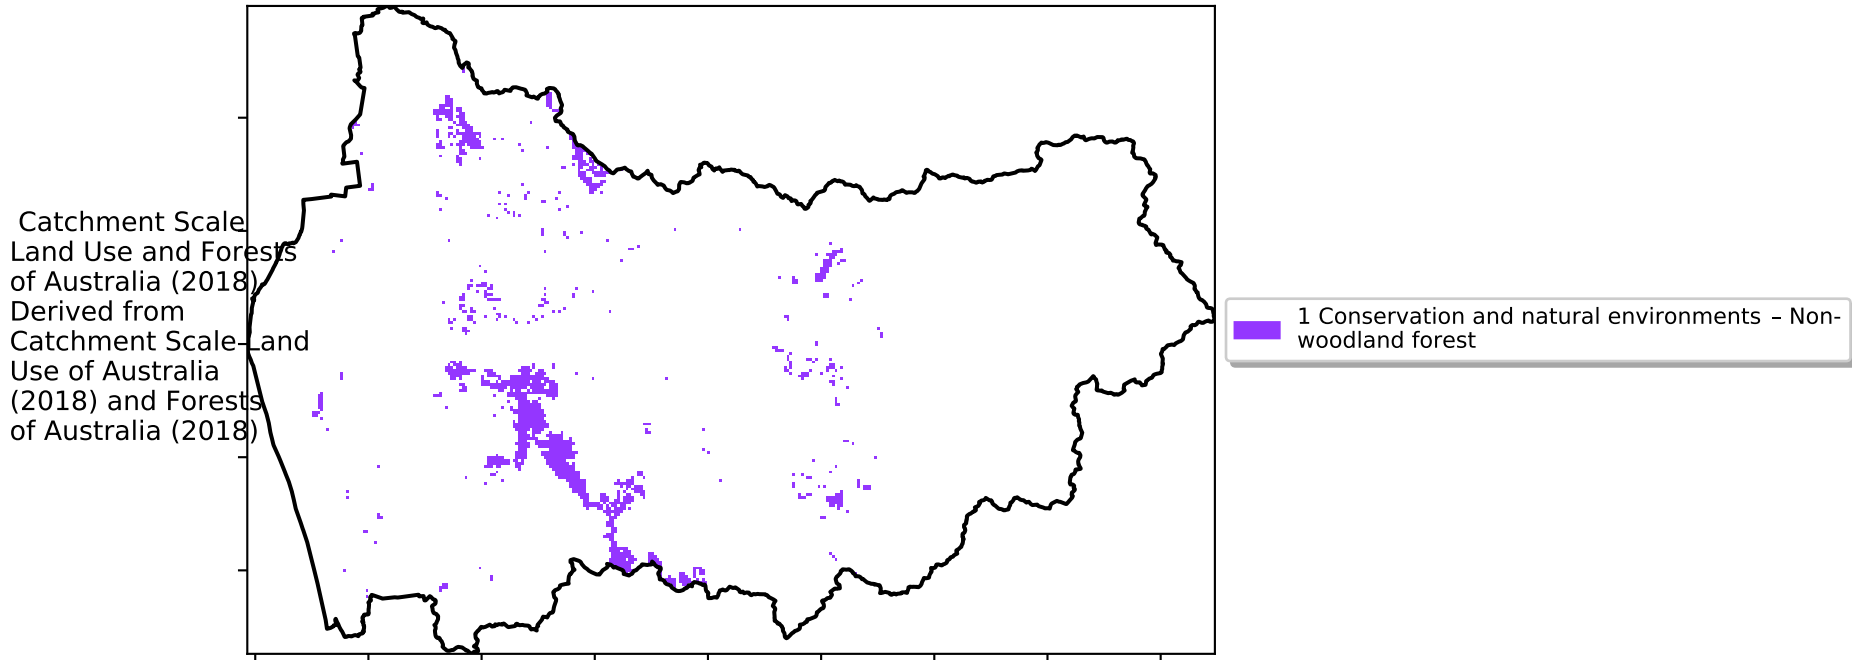 Catchment Scale
Land Use and Forests
of Australia (2018)
Derived from
Catchment Scale Land
Use of Australia
(2018) and Forests
of Australia (2018)
1 Conservation and natural environments – Non-
woodland forest